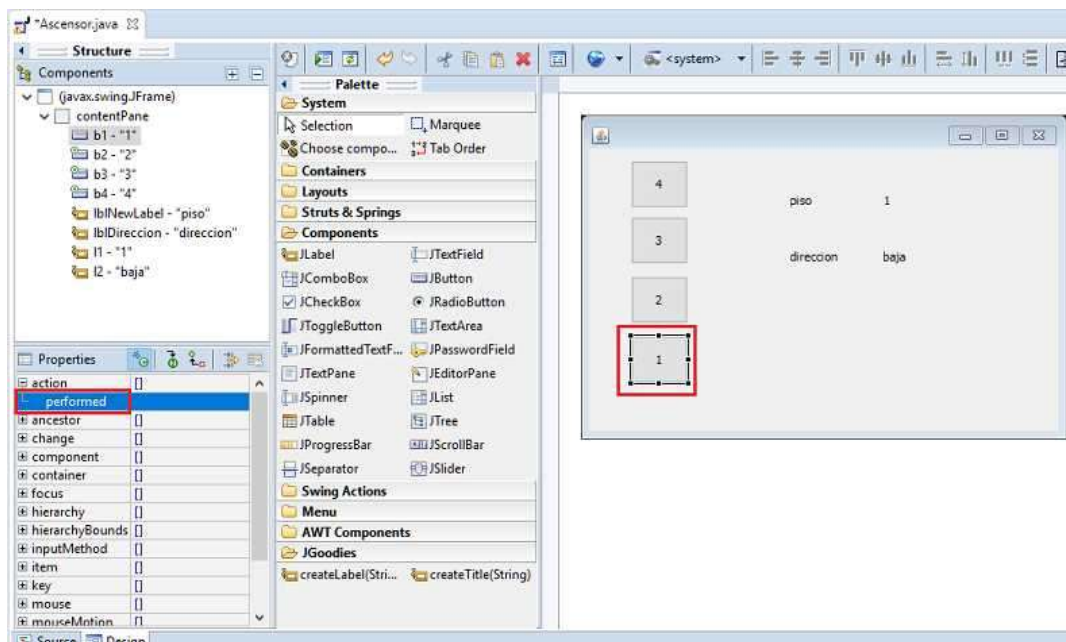 *Ascensor.java
Structure
Components
(javax.swingJFrame)
contentPane
b1 - "1"
b2 - "2"
b3 - "3"
b4 - "4"
lblNewLabel - "piso"
lblDireccion - "direccion"
l1 - "1"
l2 - "baja"
Properties
action []
performed
ancestor []
change []
component []
container []
focus []
hierarchy []
hierarchyBounds []
inputMethod []
item []
key []
mouse []
mouseMotion []
Source Design
<system>
Palette
System
Selection Marquee
Choose compo... Tab Order
Containers
Layouts
Struts & Springs
Components
JLabel JTextField
JComboBox JButton
JCheckBox JRadioButton
JToggleButton JTextArea
JFormattedTextF... JPasswordField
JTextPane JEditorPane
JSpinner JList
JTable JTree
JProgressBar JScrollBar
JSeparator JSlider
Swing Actions
Menu
AWT Components
JGoodies
createLabel(Stri... createTitle(String)
4
piso 1
3
direccion baja
2
1